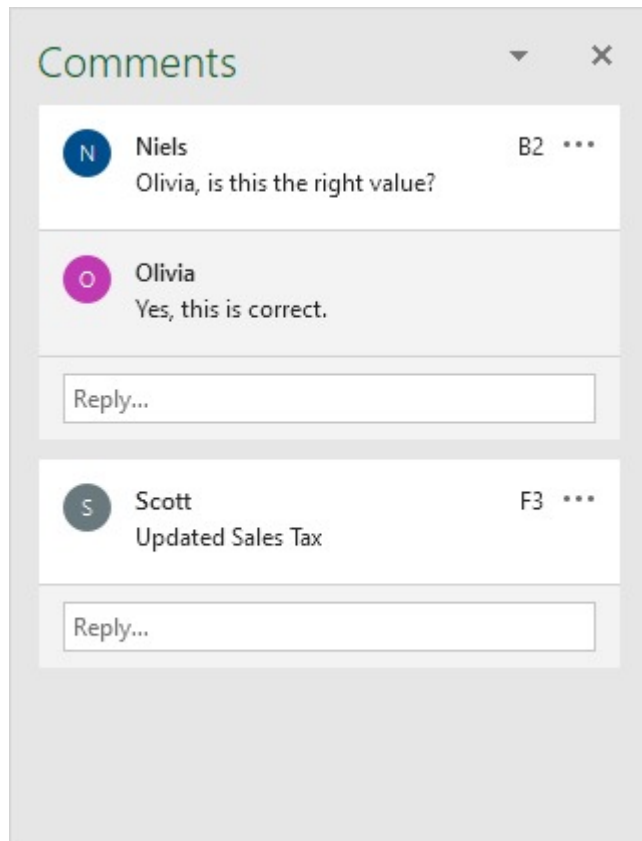 Comments
N Niels B2
Olivia, is this the right value?
O Olivia
Yes, this is correct.
Reply...
S Scott F3
Updated Sales Tax
Reply...